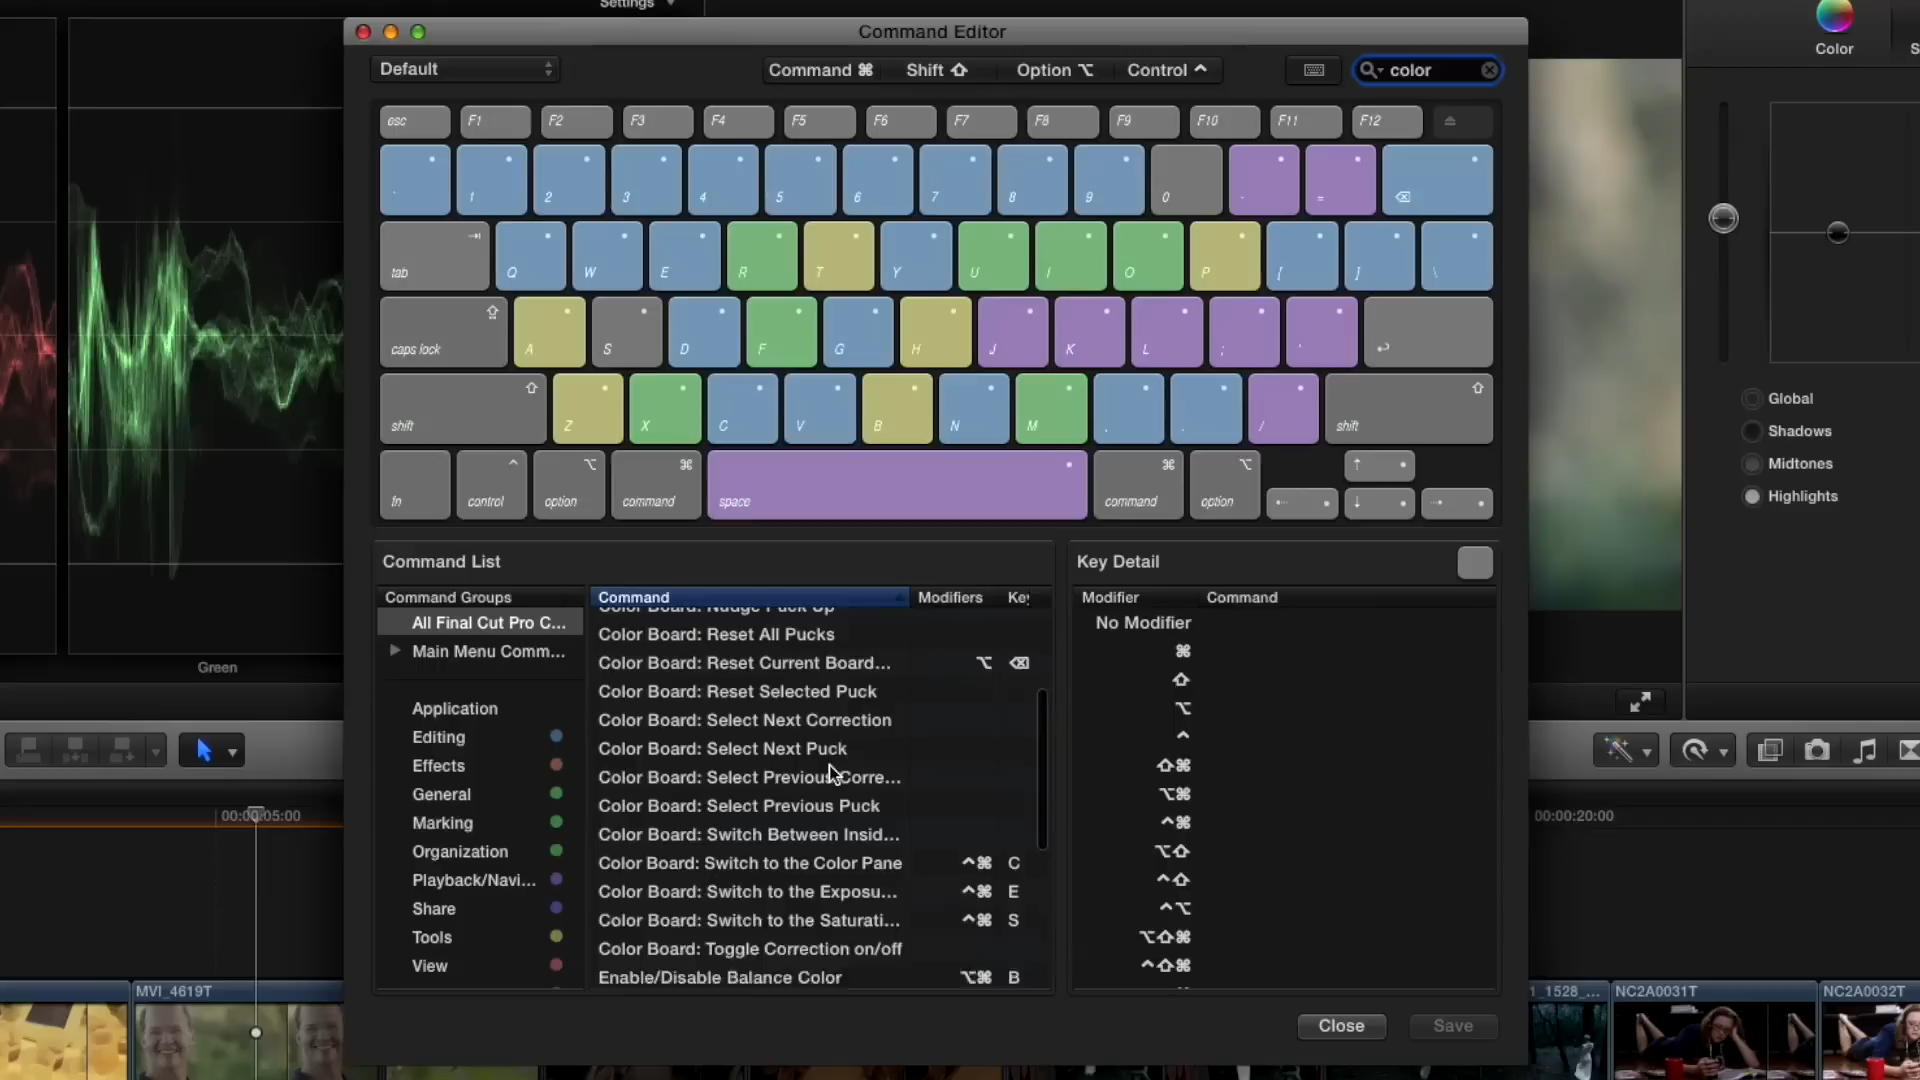 Settings
Command Editor
Color
Default
Command ⌘ Shift ⇧ Option ⌥ Control ^
color
esc F1 F2 F3 F4 F5 F6 F7 F8 F9 F10 F11 F12
` 1 2 3 4 5 6 7 8 9 0 - =
tab Q W E R T Y U I O P [ ] \
caps lock A S D F G H J K L ; '
shift Z X C V B N M , . / shift
fn control option command space command option
Global
Shadows
Midtones
Highlights
Green
Command List
Command Groups
All Final Cut Pro C...
Main Menu Comm...
Application
Editing
Effects
General
Marking
Organization
Playback/Navi...
Share
Tools
View
Command Modifiers Key
Color Board: Nudge Puck Up
Color Board: Reset All Pucks
Color Board: Reset Current Board... ⌥ ⌫
Color Board: Reset Selected Puck
Color Board: Select Next Correction
Color Board: Select Next Puck
Color Board: Select Previous Corre...
Color Board: Select Previous Puck
Color Board: Switch Between Insid...
Color Board: Switch to the Color Pane ^⌘ C
Color Board: Switch to the Exposu... ^⌘ E
Color Board: Switch to the Saturati... ^⌘ S
Color Board: Toggle Correction on/off
Enable/Disable Balance Color ⌥⌘ B
Key Detail
Modifier Command
No Modifier
⌘
⇧
⌥
^
⇧⌘
⌥⌘
^⌘
⌥⇧
^⇧
^⌥
⌥⇧⌘
^⇧⌘
Close Save
00:00:05:00
00:00:20:00
MVI_4619T
1_1528_...
NC2A0031T
NC2A0032T